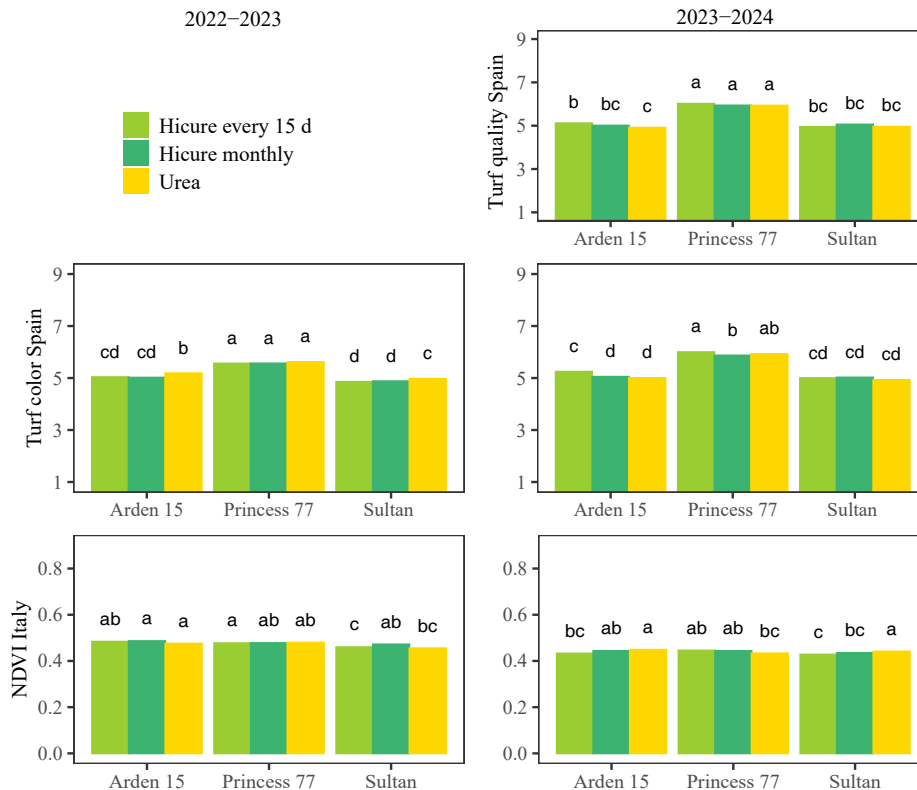 2022−2023
2023−2024
Hicure every 15 d
Hicure monthly
Urea
Turf quality Spain
9
7
5
3
1
b bc c a a a bc bc bc
Arden 15 Princess 77 Sultan
Turf color Spain
9
7
5
3
1
cd cd b a a a d d c
Arden 15 Princess 77 Sultan
9
7
5
3
1
c d d a b ab cd cd cd
Arden 15 Princess 77 Sultan
NDVI Italy
0.8
0.6
0.4
0.2
0.0
ab a a a ab ab c ab bc
Arden 15 Princess 77 Sultan
0.8
0.6
0.4
0.2
0.0
bc ab a ab ab bc c bc a
Arden 15 Princess 77 Sultan